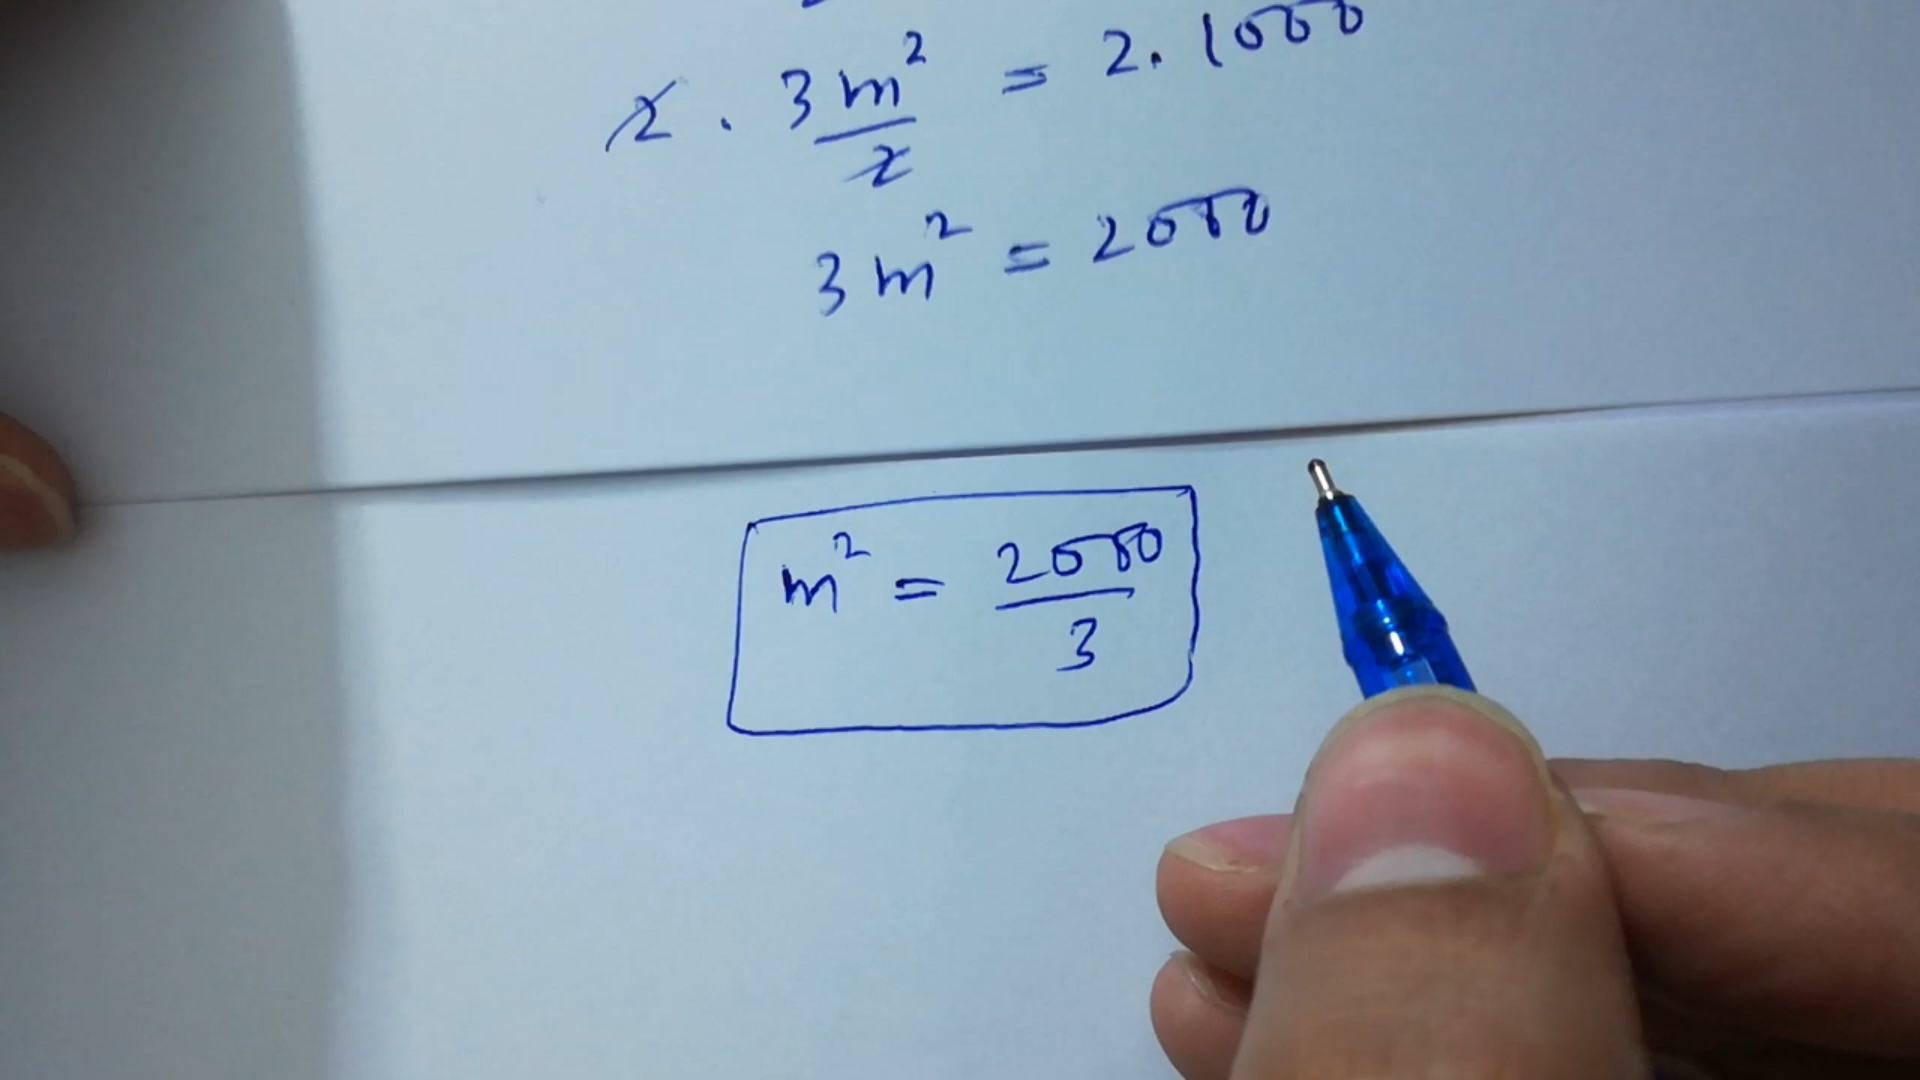 2 . 3m² / 2 = 2.1000
3m² = 2000
m² = 2000 / 3